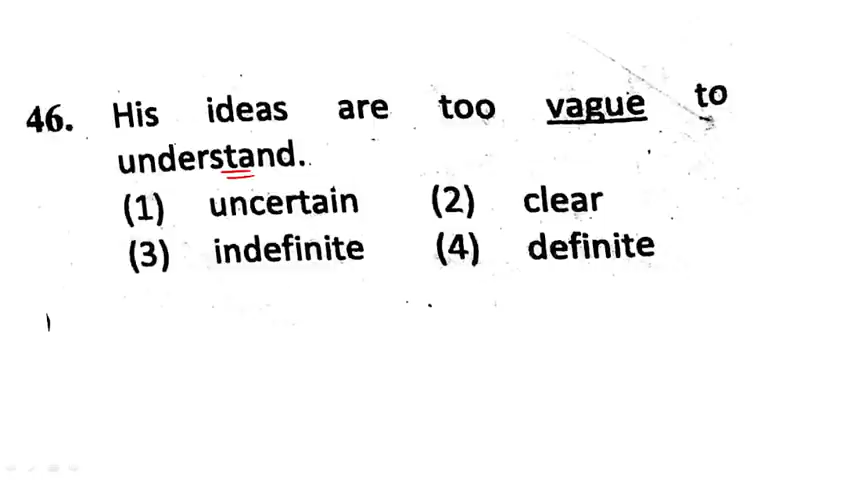 46. His ideas are too vague to
understand.
(1) uncertain (2) clear
(3) indefinite (4) definite